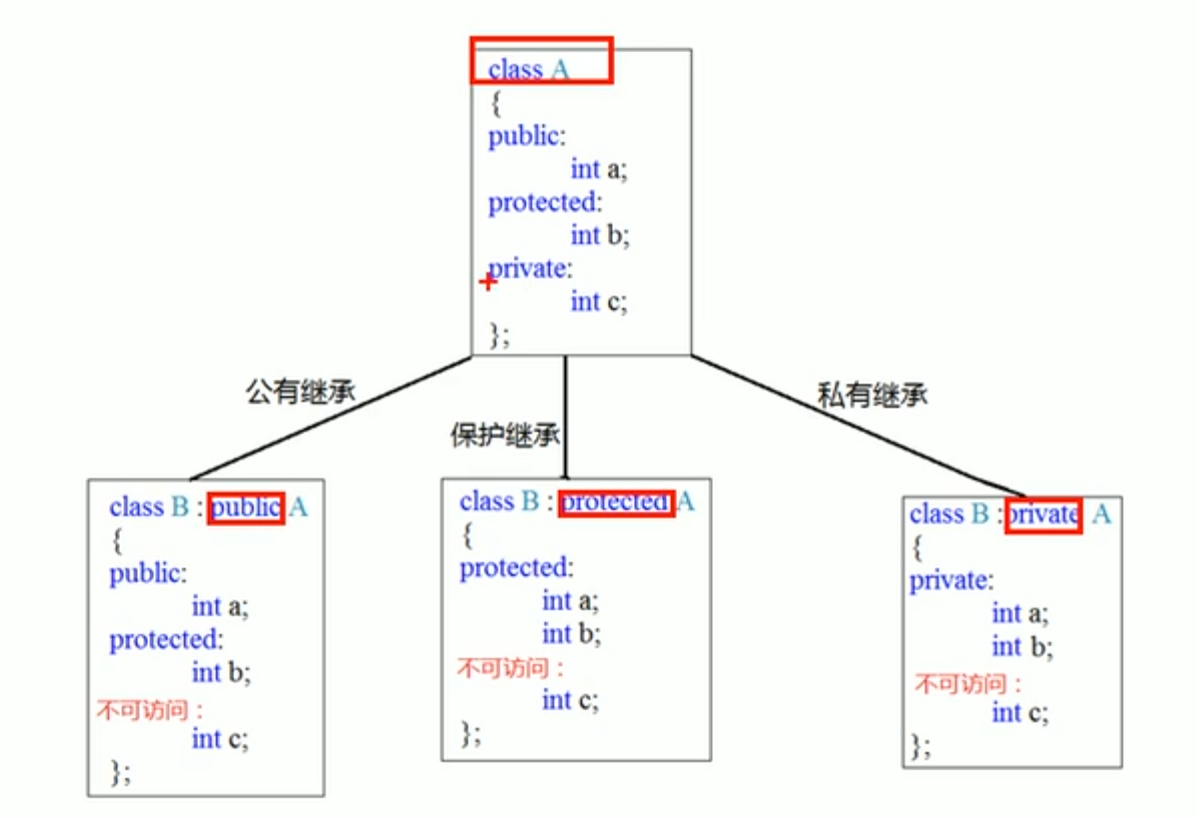 class A
{
public:
int a;
protected:
int b;
private:
int c;
};
公有继承
保护继承
私有继承
class B : public A
{
public:
int a;
protected:
int b;
不可访问：
int c;
};
class B : protected A
{
protected:
int a;
int b;
不可访问：
int c;
};
class B : private A
{
private:
int a;
int b;
不可访问：
int c;
};